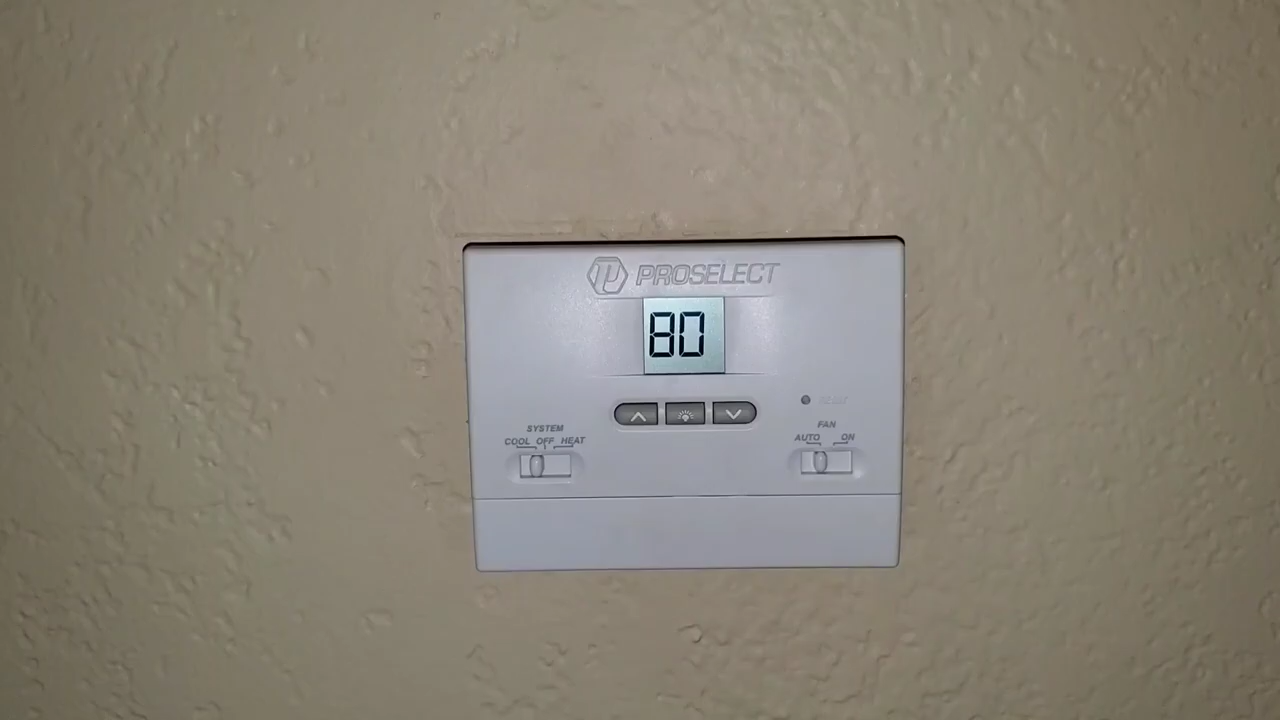 PROSELECT
80
SYSTEM
COOL OFF HEAT
FAN
AUTO ON